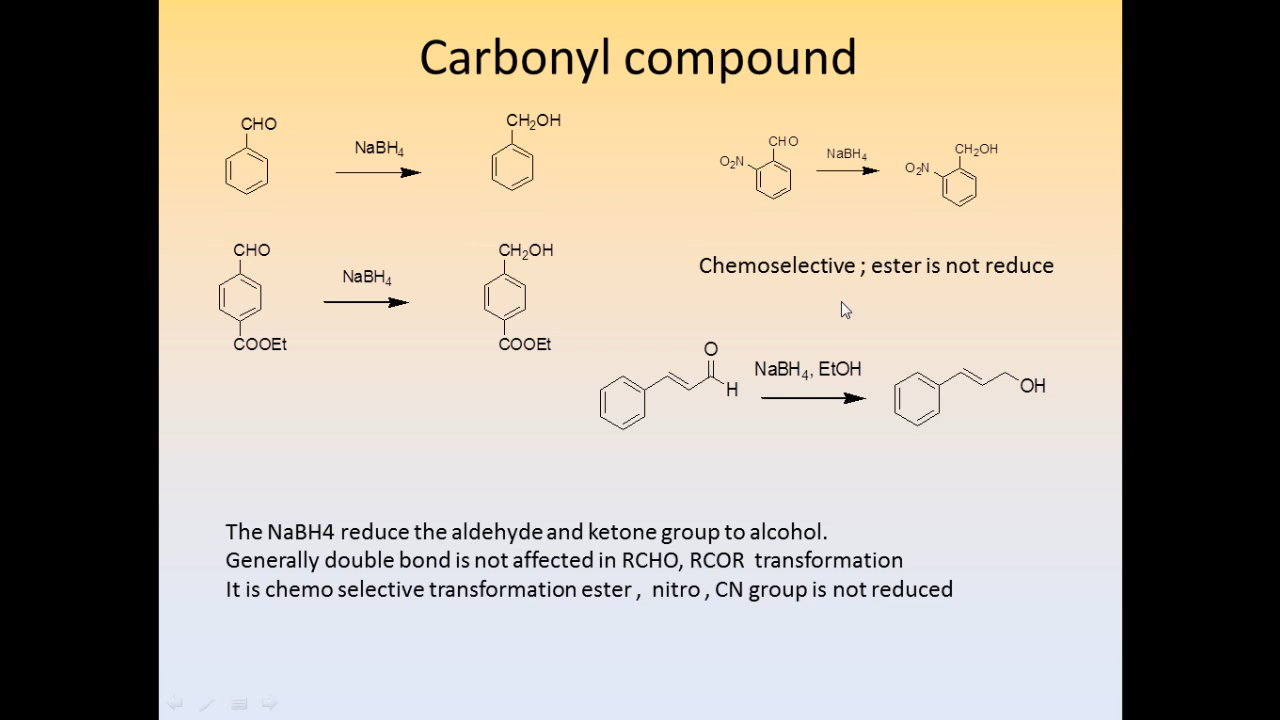 Carbonyl compound
CHO
NaBH4
CH2OH
CHO
O2N
NaBH4
CH2OH
O2N
CHO
NaBH4
COOEt
CH2OH
COOEt
Chemoselective ; ester is not reduce
O
H
NaBH4, EtOH
OH
The NaBH4 reduce the aldehyde and ketone group to alcohol.
Generally double bond is not affected in RCHO, RCOR transformation
It is chemo selective transformation ester , nitro , CN group is not reduced